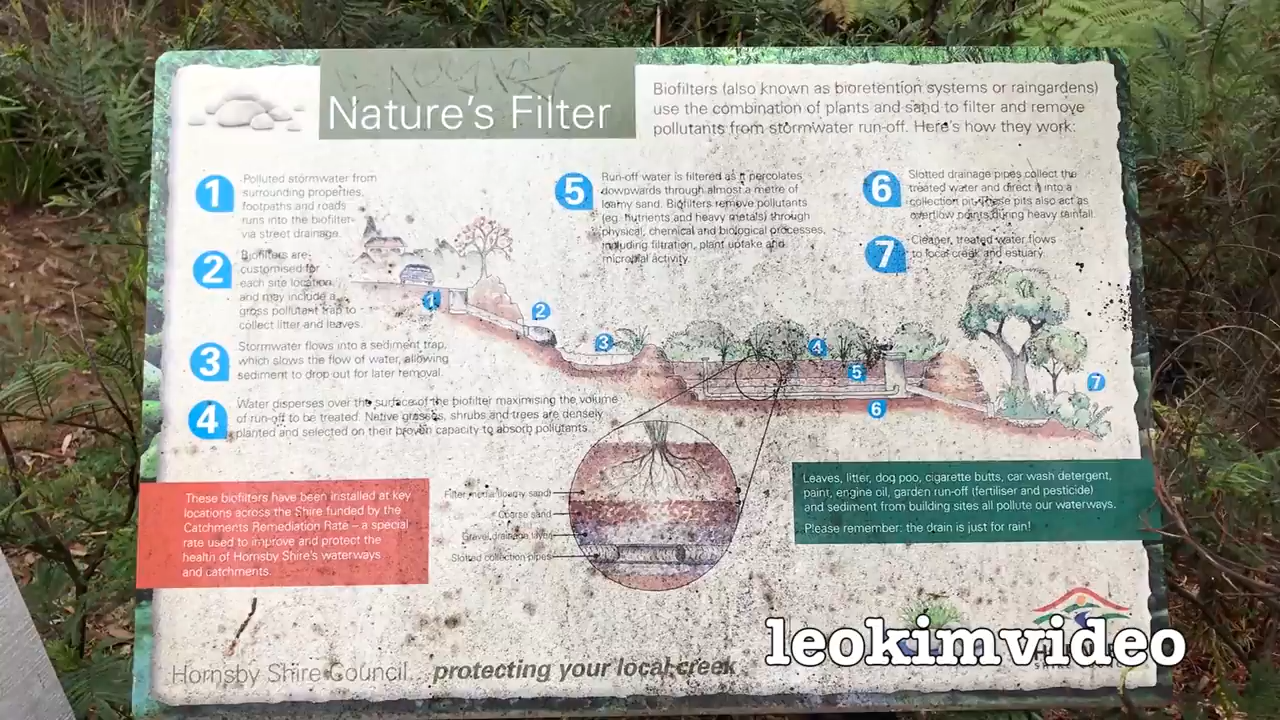 Nature's Filter
Biofilters (also known as bioretention systems or raingardens)
use the combination of plants and sand to filter and remove
pollutants from stormwater run-off. Here's how they work:
1
Polluted stormwater from
surrounding properties,
footpaths and roads
runs into the biofilter
via street drainage.
2
Biofilters are
customised for
each site location
and may include a
gross pollutant trap to
collect litter and leaves.
3
Stormwater flows into a sediment trap,
which slows the flow of water, allowing
sediment to drop out for later removal.
4
Water disperses over the surface of the biofilter maximising the volume
of run-off to be treated. Native grasses, shrubs and trees are densely
planted and selected on their proven capacity to absorb pollutants.
5
Run-off water is filtered as it percolates
downwards through almost a metre of
loamy sand. Biofilters remove pollutants
(eg. nutrients and heavy metals) through
physical, chemical and biological processes,
including filtration, plant uptake and
microbial activity.
6
Slotted drainage pipes collect the
treated water and direct it into a
collection pit. These pits also act as
overflow points during heavy rainfall.
7
Cleaner, treated water flows
to local creek and estuary.
1
2
3
4
5
6
7
Filter media (loamy sand)
Coarse sand
Gravel drainage layer
Slotted collection pipes
These biofilters have been installed at key
locations across the Shire funded by the
Catchments Remediation Rate – a special
rate used to improve and protect the
health of Hornsby Shire's waterways
and catchments.
Leaves, litter, dog poo, cigarette butts, car wash detergent,
paint, engine oil, garden run-off (fertiliser and pesticide)
and sediment from building sites all pollute our waterways.
Please remember: the drain is just for rain!
Hornsby Shire Council. protecting your local creek
leokimvideo